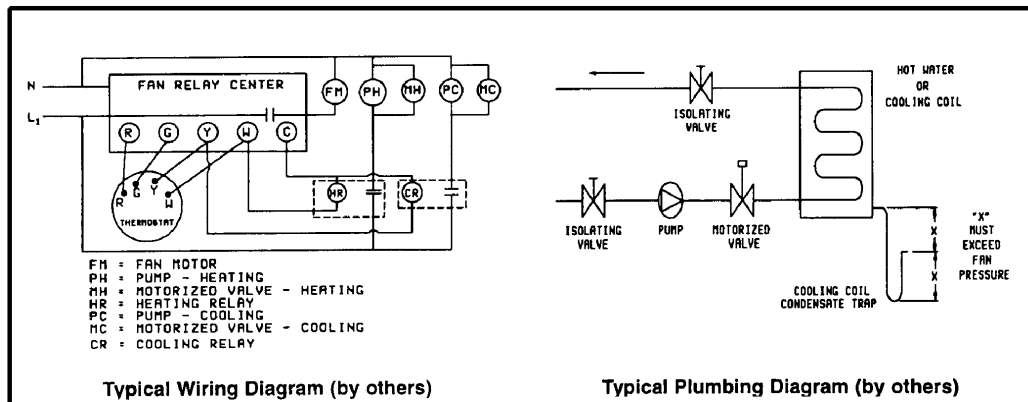 N
FAN RELAY CENTER
FM
PH
MH
PC
MC
L1
R
G
Y
W
C
R
G
Y
W
THERMOSTAT
HR
CR
FM = FAN MOTOR
PH = PUMP - HEATING
MH = MOTORIZED VALVE - HEATING
HR = HEATING RELAY
PC = PUMP - COOLING
MC = MOTORIZED VALVE - COOLING
CR = COOLING RELAY
Typical Wiring Diagram (by others)
HOT WATER
OR
COOLING COIL
ISOLATING
VALVE
ISOLATING
VALVE
PUMP
MOTORIZED
VALVE
X
X
"X"
MUST
EXCEED
FAN
PRESSURE
COOLING COIL
CONDENSATE TRAP
Typical Plumbing Diagram (by others)